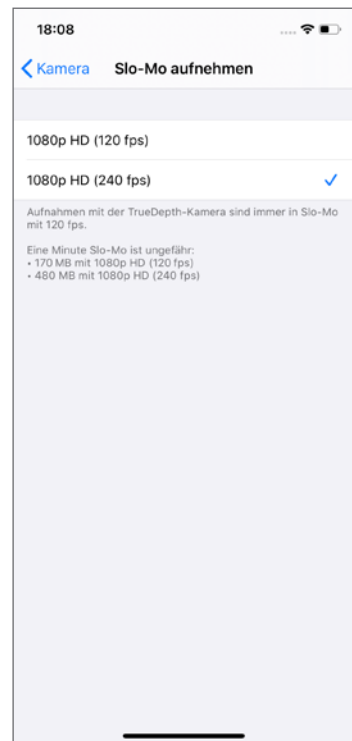 18:08
Kamera
Slo-Mo aufnehmen
1080p HD (120 fps)
1080p HD (240 fps)
Aufnahmen mit der TrueDepth-Kamera sind immer in Slo-Mo
mit 120 fps.
Eine Minute Slo-Mo ist ungefähr:
• 170 MB mit 1080p HD (120 fps)
• 480 MB mit 1080p HD (240 fps)